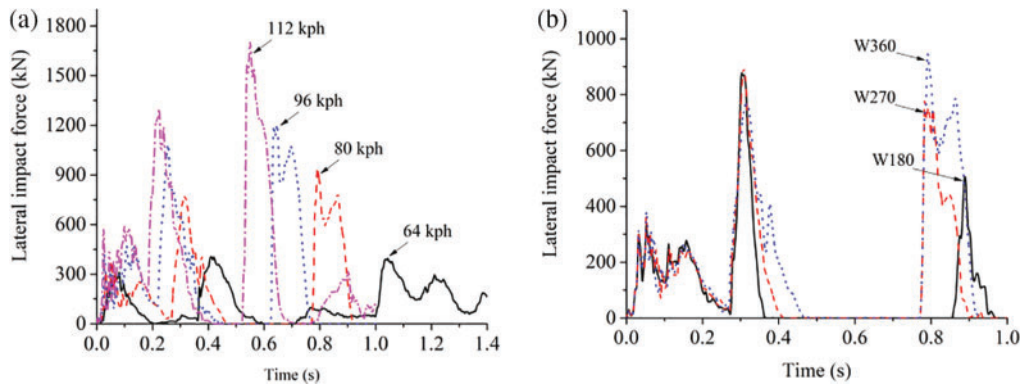 (a)
Lateral impact force (kN)
1800
1500
1200
900
600
300
0
112 kph
96 kph
80 kph
64 kph
0.0 0.2 0.4 0.6 0.8 1.0 1.2 1.4
Time (s)
(b)
Lateral impact force (kN)
1000
800
600
400
200
0
W360
W270
W180
0.0 0.2 0.4 0.6 0.8 1.0
Time (s)